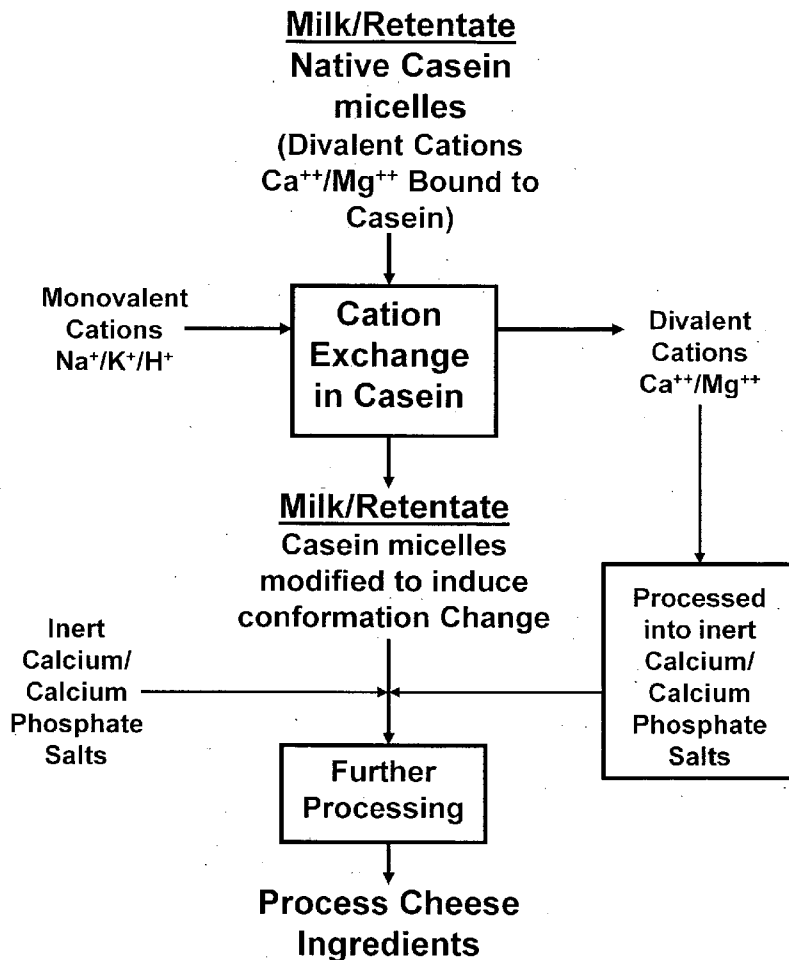 Milk/Retentate
Native Casein
micelles
(Divalent Cations
Ca⁺⁺/Mg⁺⁺ Bound to
Casein)
Monovalent
Cations
Na⁺/K⁺/H⁺
Cation
Exchange
in Casein
Divalent
Cations
Ca⁺⁺/Mg⁺⁺
Milk/Retentate
Casein micelles
modified to induce
conformation Change
Inert
Calcium/
Calcium
Phosphate
Salts
Processed
into inert
Calcium/
Calcium
Phosphate
Salts
Further
Processing
Process Cheese
Ingredients